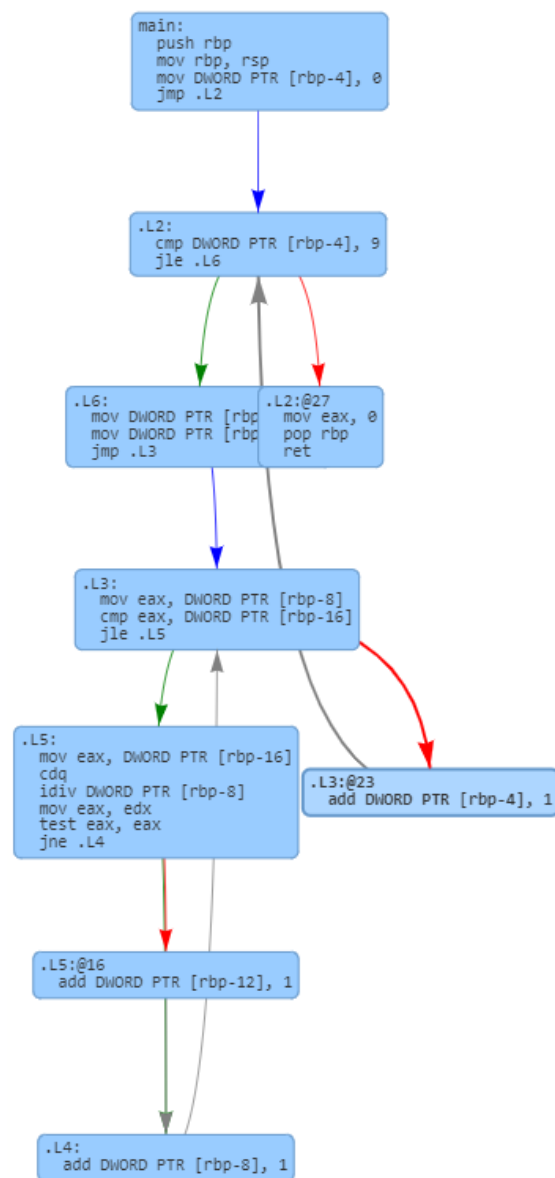 main:
push rbp
mov rbp, rsp
mov DWORD PTR [rbp-4], 0
jmp .L2
.L2:
cmp DWORD PTR [rbp-4], 9
jle .L6
.L6:
mov DWORD PTR [rbp
mov DWORD PTR [rbp
jmp .L3
.L2:@27
mov eax, 0
pop rbp
ret
.L3:
mov eax, DWORD PTR [rbp-8]
cmp eax, DWORD PTR [rbp-16]
jle .L5
.L5:
mov eax, DWORD PTR [rbp-16]
cdq
idiv DWORD PTR [rbp-8]
mov eax, edx
test eax, eax
jne .L4
.L3:@23
add DWORD PTR [rbp-4], 1
.L5:@16
add DWORD PTR [rbp-12], 1
.L4:
add DWORD PTR [rbp-8], 1